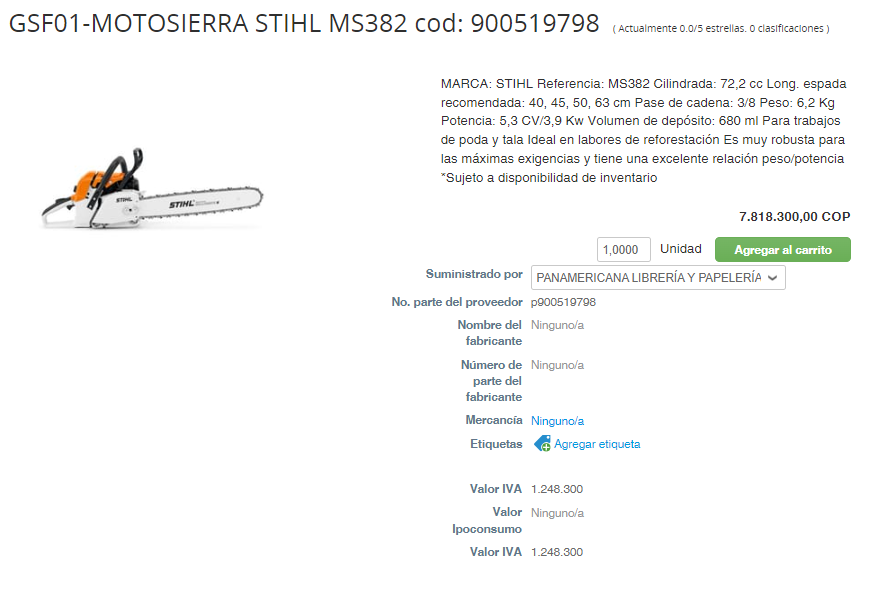 GSF01-MOTOSIERRA STIHL MS382 cod: 900519798 ( Actualmente 0.0/5 estrellas. 0 clasificaciones )
MARCA: STIHL Referencia: MS382 Cilindrada: 72,2 cc Long. espada
recomendada: 40, 45, 50, 63 cm Pase de cadena: 3/8 Peso: 6,2 Kg
Potencia: 5,3 CV/3,9 Kw Volumen de depósito: 680 ml Para trabajos
de poda y tala Ideal en labores de reforestación Es muy robusta para
las máximas exigencias y tiene una excelente relación peso/potencia
*Sujeto a disponibilidad de inventario
STIHL
STIHL
7.818.300,00 COP
1,0000 Unidad Agregar al carrito
Suministrado por PANAMERICANA LIBRERÍA Y PAPELERÍA
No. parte del proveedor p900519798
Nombre del Ninguno/a
fabricante
Número de Ninguno/a
parte del
fabricante
Mercancía Ninguno/a
Etiquetas Agregar etiqueta
Valor IVA 1.248.300
Valor Ninguno/a
Ipoconsumo
Valor IVA 1.248.300